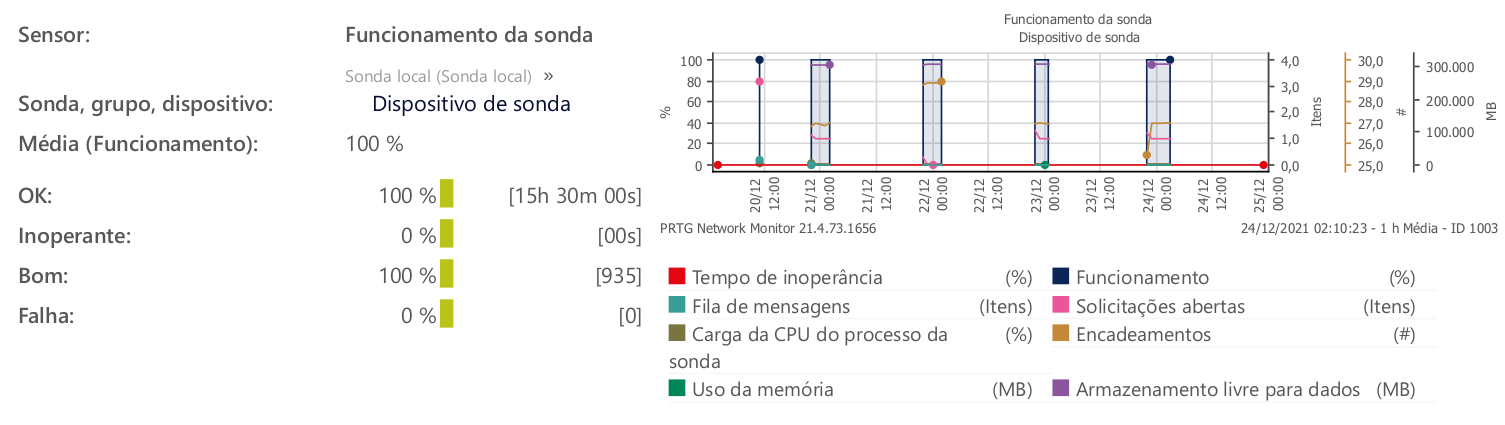 Sensor: Funcionamento da sonda
Sonda local (Sonda local) »
Sonda, grupo, dispositivo: Dispositivo de sonda
Média (Funcionamento): 100 %
OK: 100 % [15h 30m 00s]
Inoperante: 0 % [00s]
Bom: 100 % [935]
Falha: 0 % [0]
Funcionamento da sonda
Dispositivo de sonda
100 4,0 30,0 300.000
80 3,0 29,0
60 28,0 200.000
% Itens # MB
40 2,0 27,0 100.000
20 1,0 26,0
0 0,0 25,0 0
20/12 12:00
21/12 00:00
21/12 12:00
22/12 00:00
22/12 12:00
23/12 00:00
23/12 12:00
24/12 00:00
24/12 12:00
25/12 00:00
PRTG Network Monitor 21.4.73.1656 24/12/2021 02:10:23 - 1 h Média - ID 1003
Tempo de inoperância (%) Funcionamento (%)
Fila de mensagens (Itens) Solicitações abertas (Itens)
Carga da CPU do processo da (%) Encadeamentos (#)
sonda
Uso da memória (MB) Armazenamento livre para dados (MB)